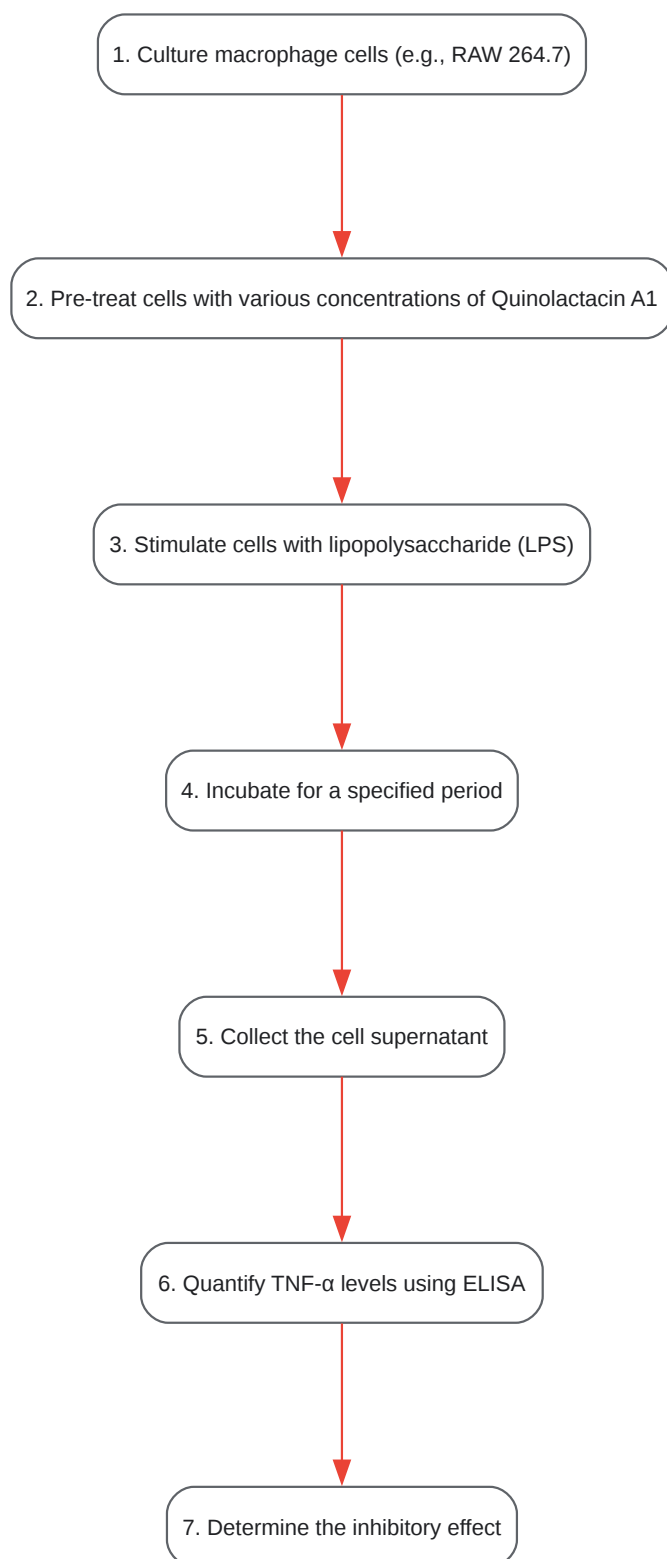 1. Culture macrophage cells (e.g., RAW 264.7)
2. Pre-treat cells with various concentrations of Quinolactacin A1
3. Stimulate cells with lipopolysaccharide (LPS)
4. Incubate for a specified period
5. Collect the cell supernatant
6. Quantify TNF-α levels using ELISA
7. Determine the inhibitory effect